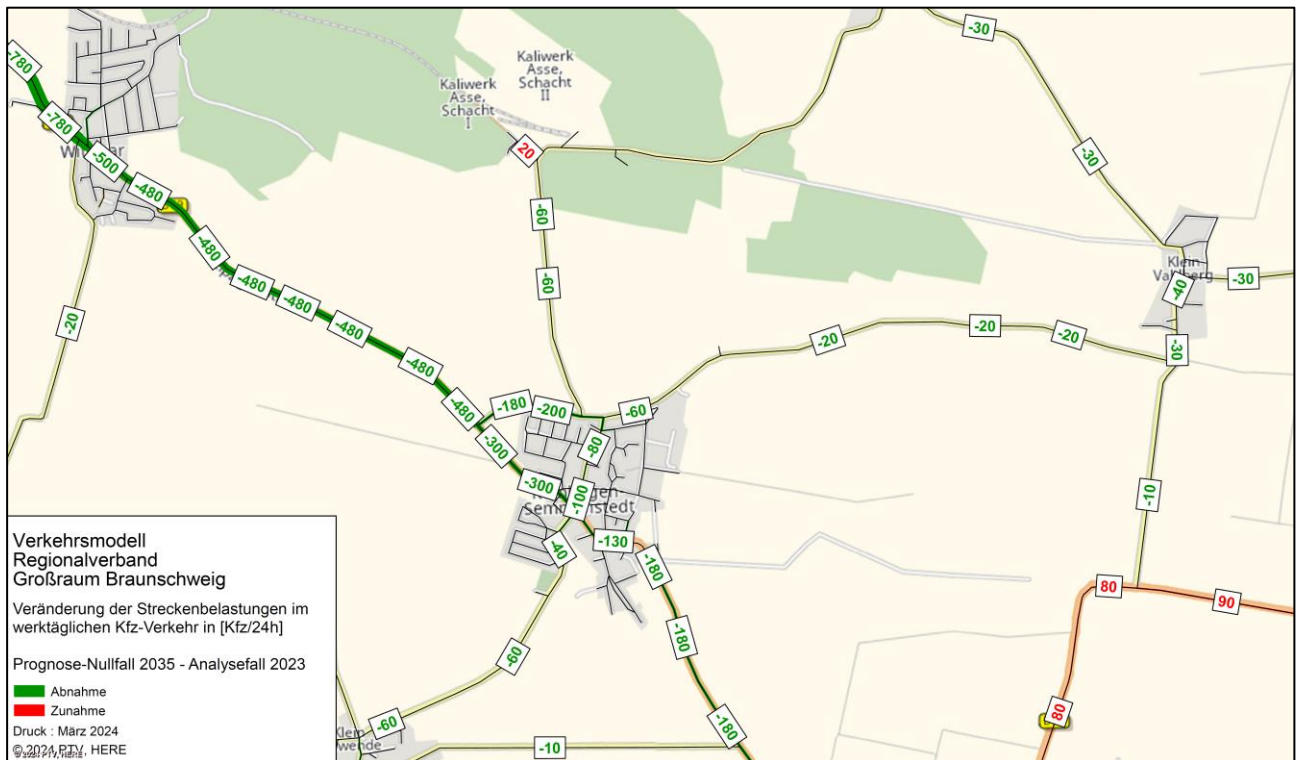 -780
-780
-500
-480
-480
-480
-480
-480
-480
-480
-20
Kaliwerk
Asse,
Schacht
II
Kaliwerk
Asse,
Schacht
I
20
-60
-60
-30
-30
Klein
-30
-40
-30
-20
-20
-20
-10
-180
-200
-60
-80
-300
-300
-100
-130
-40
-60
-60
-180
-180
-180
-10
80
90
80
Klein
Verkehrsmodell
Regionalverband
Großraum Braunschweig
Veränderung der Streckenbelastungen im
werktäglichen Kfz-Verkehr in [Kfz/24h]
Prognose-Nullfall 2035 - Analysefall 2023
Abnahme
Zunahme
Druck : März 2024
© 2024 PTV, HERE